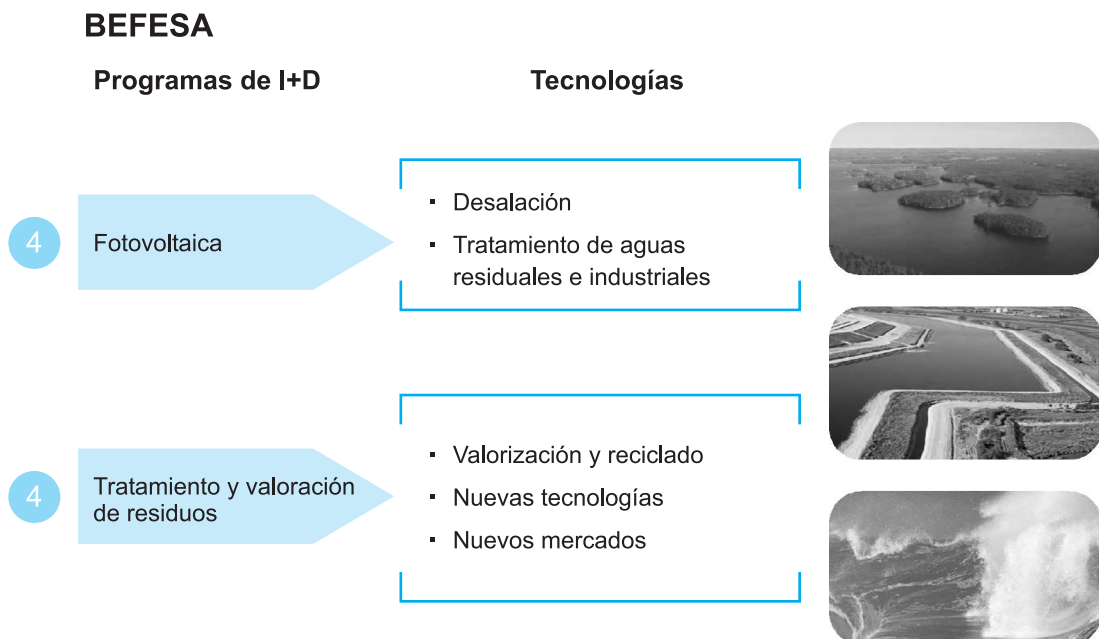 BEFESA
Programas de I+D
Tecnologías
4
Fotovoltaica
▪ Desalación
▪ Tratamiento de aguas
residuales e industriales
4
Tratamiento y valoración
de residuos
▪ Valorización y reciclado
▪ Nuevas tecnologías
▪ Nuevos mercados